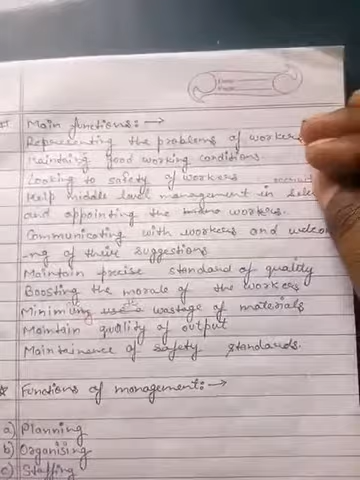 Main functions:→
Representing the problems of workers
Maintaing good working conditions
Looking to safety of workers
Help middle level management in sele
and appointing the workers.
Communicating with workers and welco
-ng of their suggestions
Maintain precise standard of quality
Boosting the morale of the workers
Minimum wastage of materials
Maintain quality of output
Maintainence of safety standards.
☆ Functions of management:→
a) Planning
b) Organising
c) Staffing